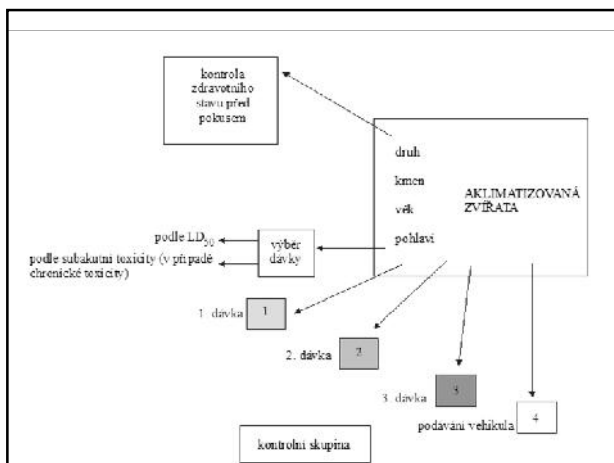 kontrola
zdravotního
stavu před
pokusem
druh
kmen
věk
pohlaví
AKLIMATIZOVANÁ
ZVÍŘATA
podle LD50
podle subakutní toxicity (v případě
chronické toxicity)
výběr
dávky
1. dávka
1
2. dávka
2
3. dávka
3
podávání vehikula
4
kontrolní skupina